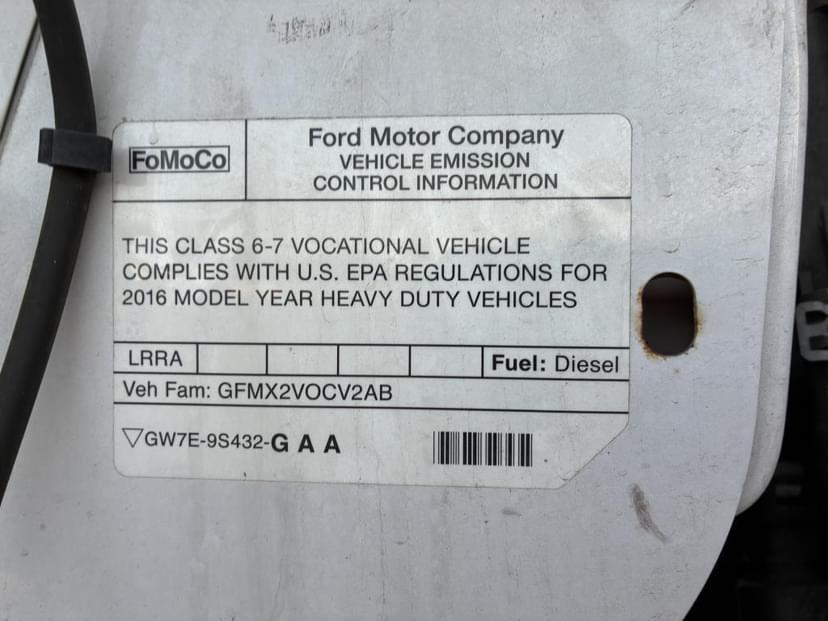 FoMoCo
Ford Motor Company
VEHICLE EMISSION
CONTROL INFORMATION
THIS CLASS 6-7 VOCATIONAL VEHICLE
COMPLIES WITH U.S. EPA REGULATIONS FOR
2016 MODEL YEAR HEAVY DUTY VEHICLES
LRRA Fuel: Diesel
Veh Fam: GFMX2VOCV2AB
▽GW7E-9S432-G A A